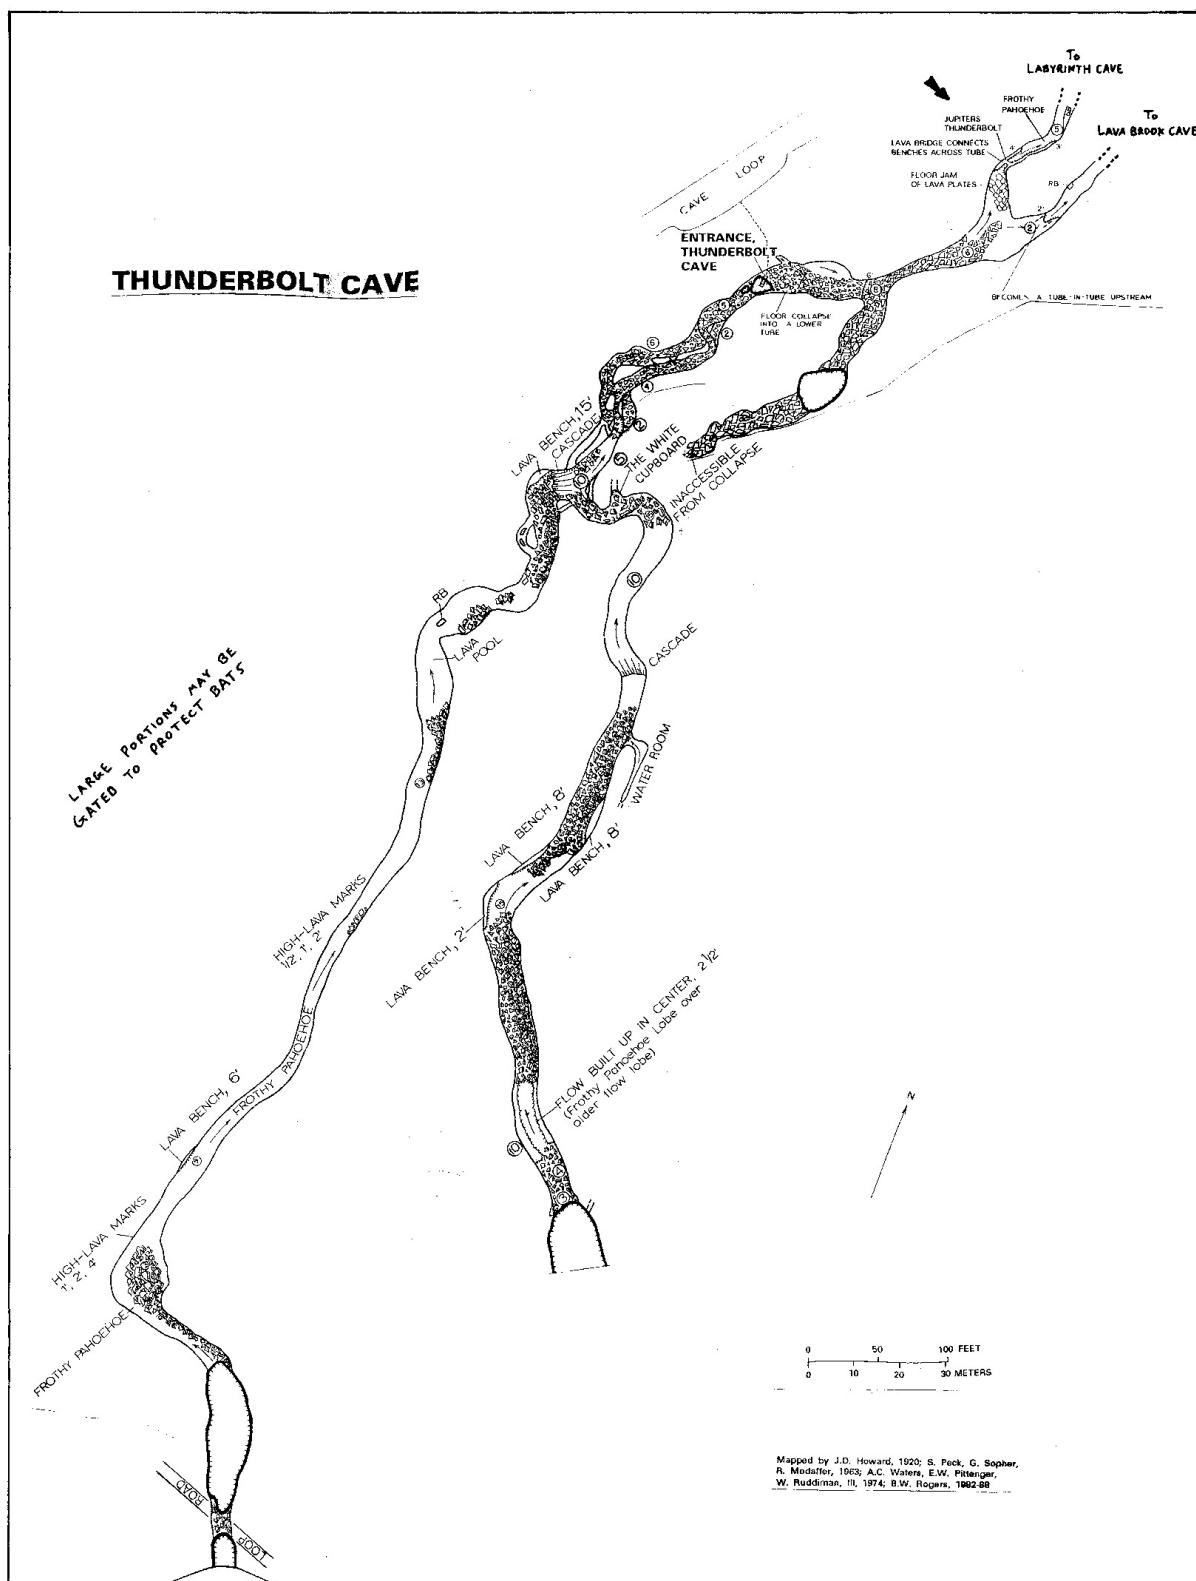 To
LABYRINTH CAVE
FROTHY
PAHOEHOE
JUPITERS
THUNDERBOLT
To
LAVA BROOK CAVE
LAVA BRIDGE CONNECTS
BENCHES ACROSS TUBE
FLOOR JAM
OF LAVA PLATES
RB
CAVE LOOP
ENTRANCE,
THUNDERBOLT
CAVE
THUNDERBOLT CAVE
BECOMES A TUBE-IN-TUBE UPSTREAM
FLOOR COLLAPSE
INTO A LOWER
TUBE
LAVA BENCH, 15'
CASCADE
THE WHITE
CUPBOARD
INACCESSIBLE
FROM COLLAPSE
RB
LAVA
POOL
CASCADE
LARGE PORTIONS MAY BE
GATED TO PROTECT BATS
WATER ROOM
LAVA BENCH, 8'
LAVA BENCH, 8'
LAVA BENCH, 2'
HIGH-LAVA MARKS
1/2', 1', 2'
FROTHY PAHOEHOE
FLOW BUILT UP IN CENTER, 2 1/2'
(Frothy Pahoehoe Lobe over
older flow lobe)
LAVA BENCH, 6'
N
HIGH-LAVA MARKS
1', 2', 4'
FROTHY PAHOEHOE
0 50 100 FEET
0 10 20 30 METERS
LOOP ROAD
Mapped by J.D. Howard, 1920; S. Peck, G. Sopher,
R. Modaffer, 1963; A.C. Waters, E.W. Pittenger,
W. Ruddiman, III, 1974; B.W. Rogers, 1982-88